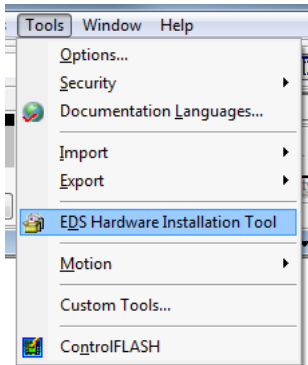 Tools Window Help
Options...
Security
Documentation Languages...
Import
Export
EDS Hardware Installation Tool
Motion
Custom Tools...
ControlFLASH